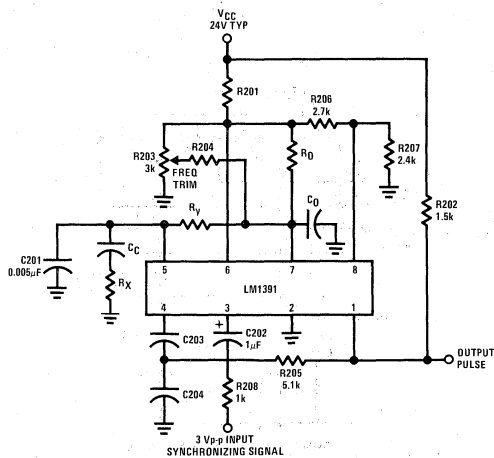 VCC
24V TYP
R201
R206
2.7k
R204
R203
3k
FREQ
TRIM
RO
R207
2.4k
R202
1.5k
Ry
CO
C201
0.005μF
CC
RX
5
6
7
8
LM1391
4
3
2
1
C203
+
C202
1μF
C204
R208
1k
R205
5.1k
OUTPUT
PULSE
3 Vp-p INPUT
SYNCHRONIZING SIGNAL